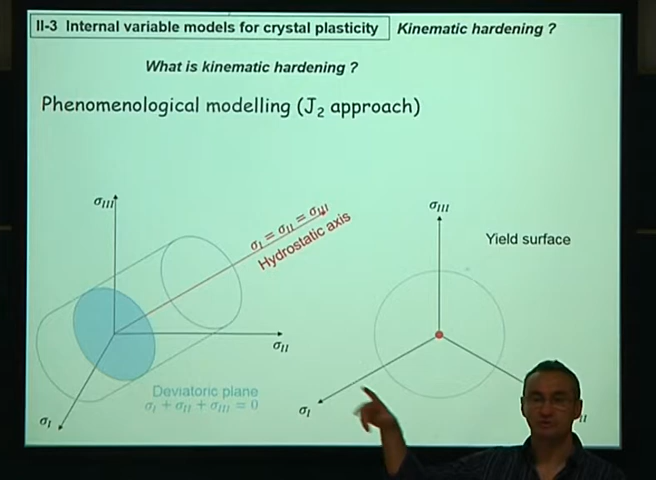 II-3 Internal variable models for crystal plasticity
Kinematic hardening ?
What is kinematic hardening ?
Phenomenological modelling (J₂ approach)
σ_III
σ_I = σ_II = σ_III
Hydrostatic axis
σ_II
Deviatoric plane
σ_I + σ_II + σ_III = 0
σ_I
σ_III
Yield surface
σ_I